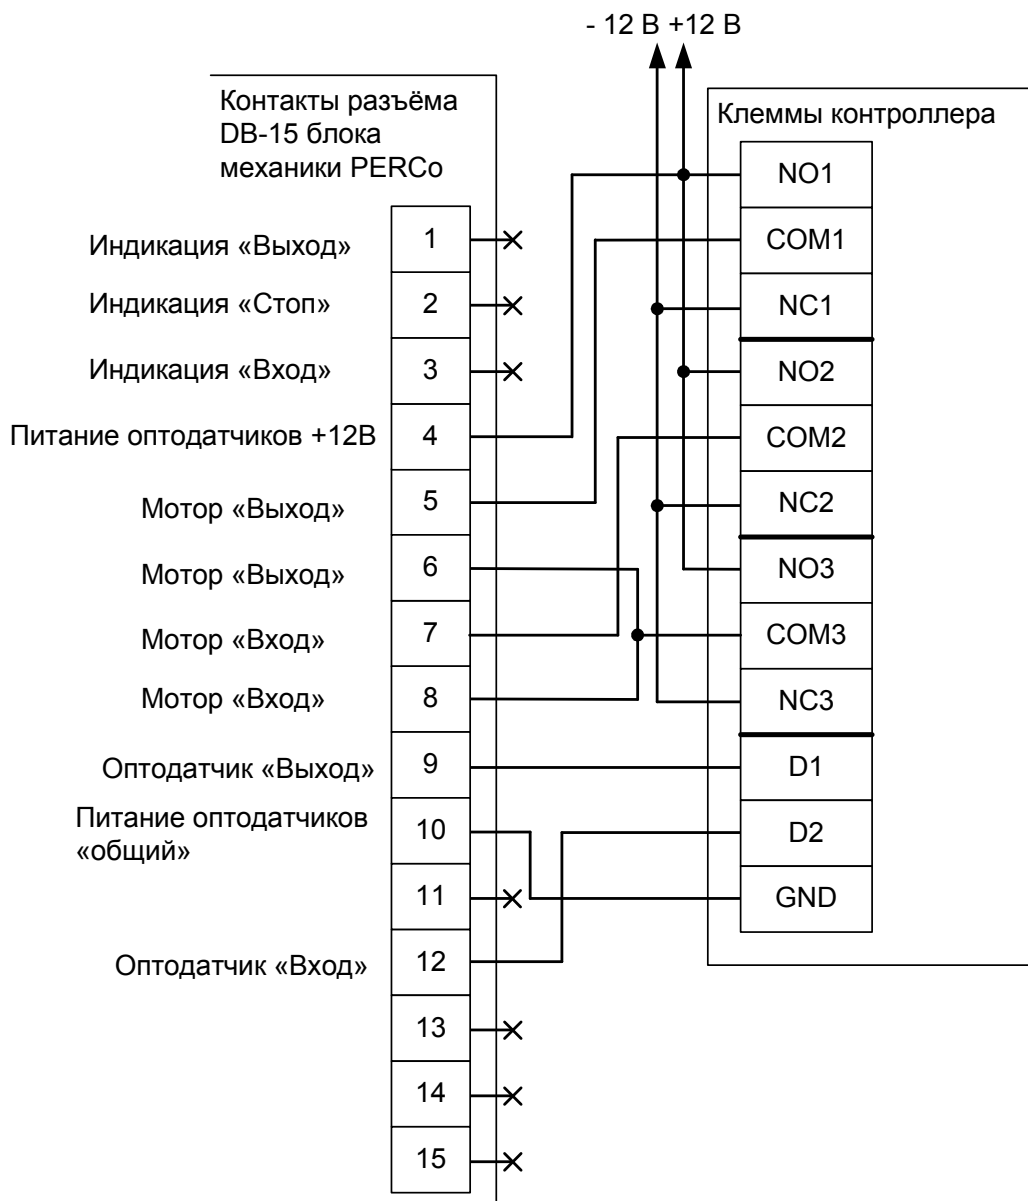 - 12 В +12 В
Контакты разъёма
DB-15 блока
механики PERCo
Клеммы контроллера
Индикация «Выход»
1
Индикация «Стоп»
2
Индикация «Вход»
3
Питание оптодатчиков +12В
4
Мотор «Выход»
5
Мотор «Выход»
6
Мотор «Вход»
7
Мотор «Вход»
8
Оптодатчик «Выход»
9
Питание оптодатчиков
«общий»
10
11
Оптодатчик «Вход»
12
13
14
15
NO1
COM1
NC1
NO2
COM2
NC2
NO3
COM3
NC3
D1
D2
GND